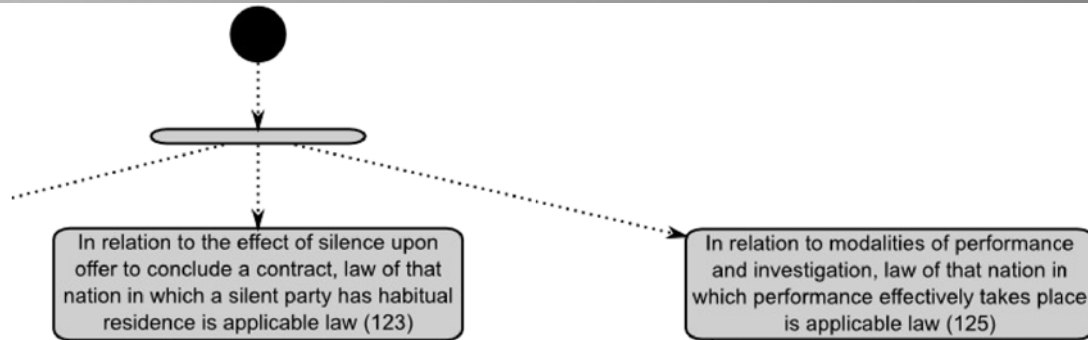 In relation to the effect of silence upon
offer to conclude a contract, law of that
nation in which a silent party has habitual
residence is applicable law (123)
In relation to modalities of performance
and investigation, law of that nation in
which performance effectively takes place
is applicable law (125)